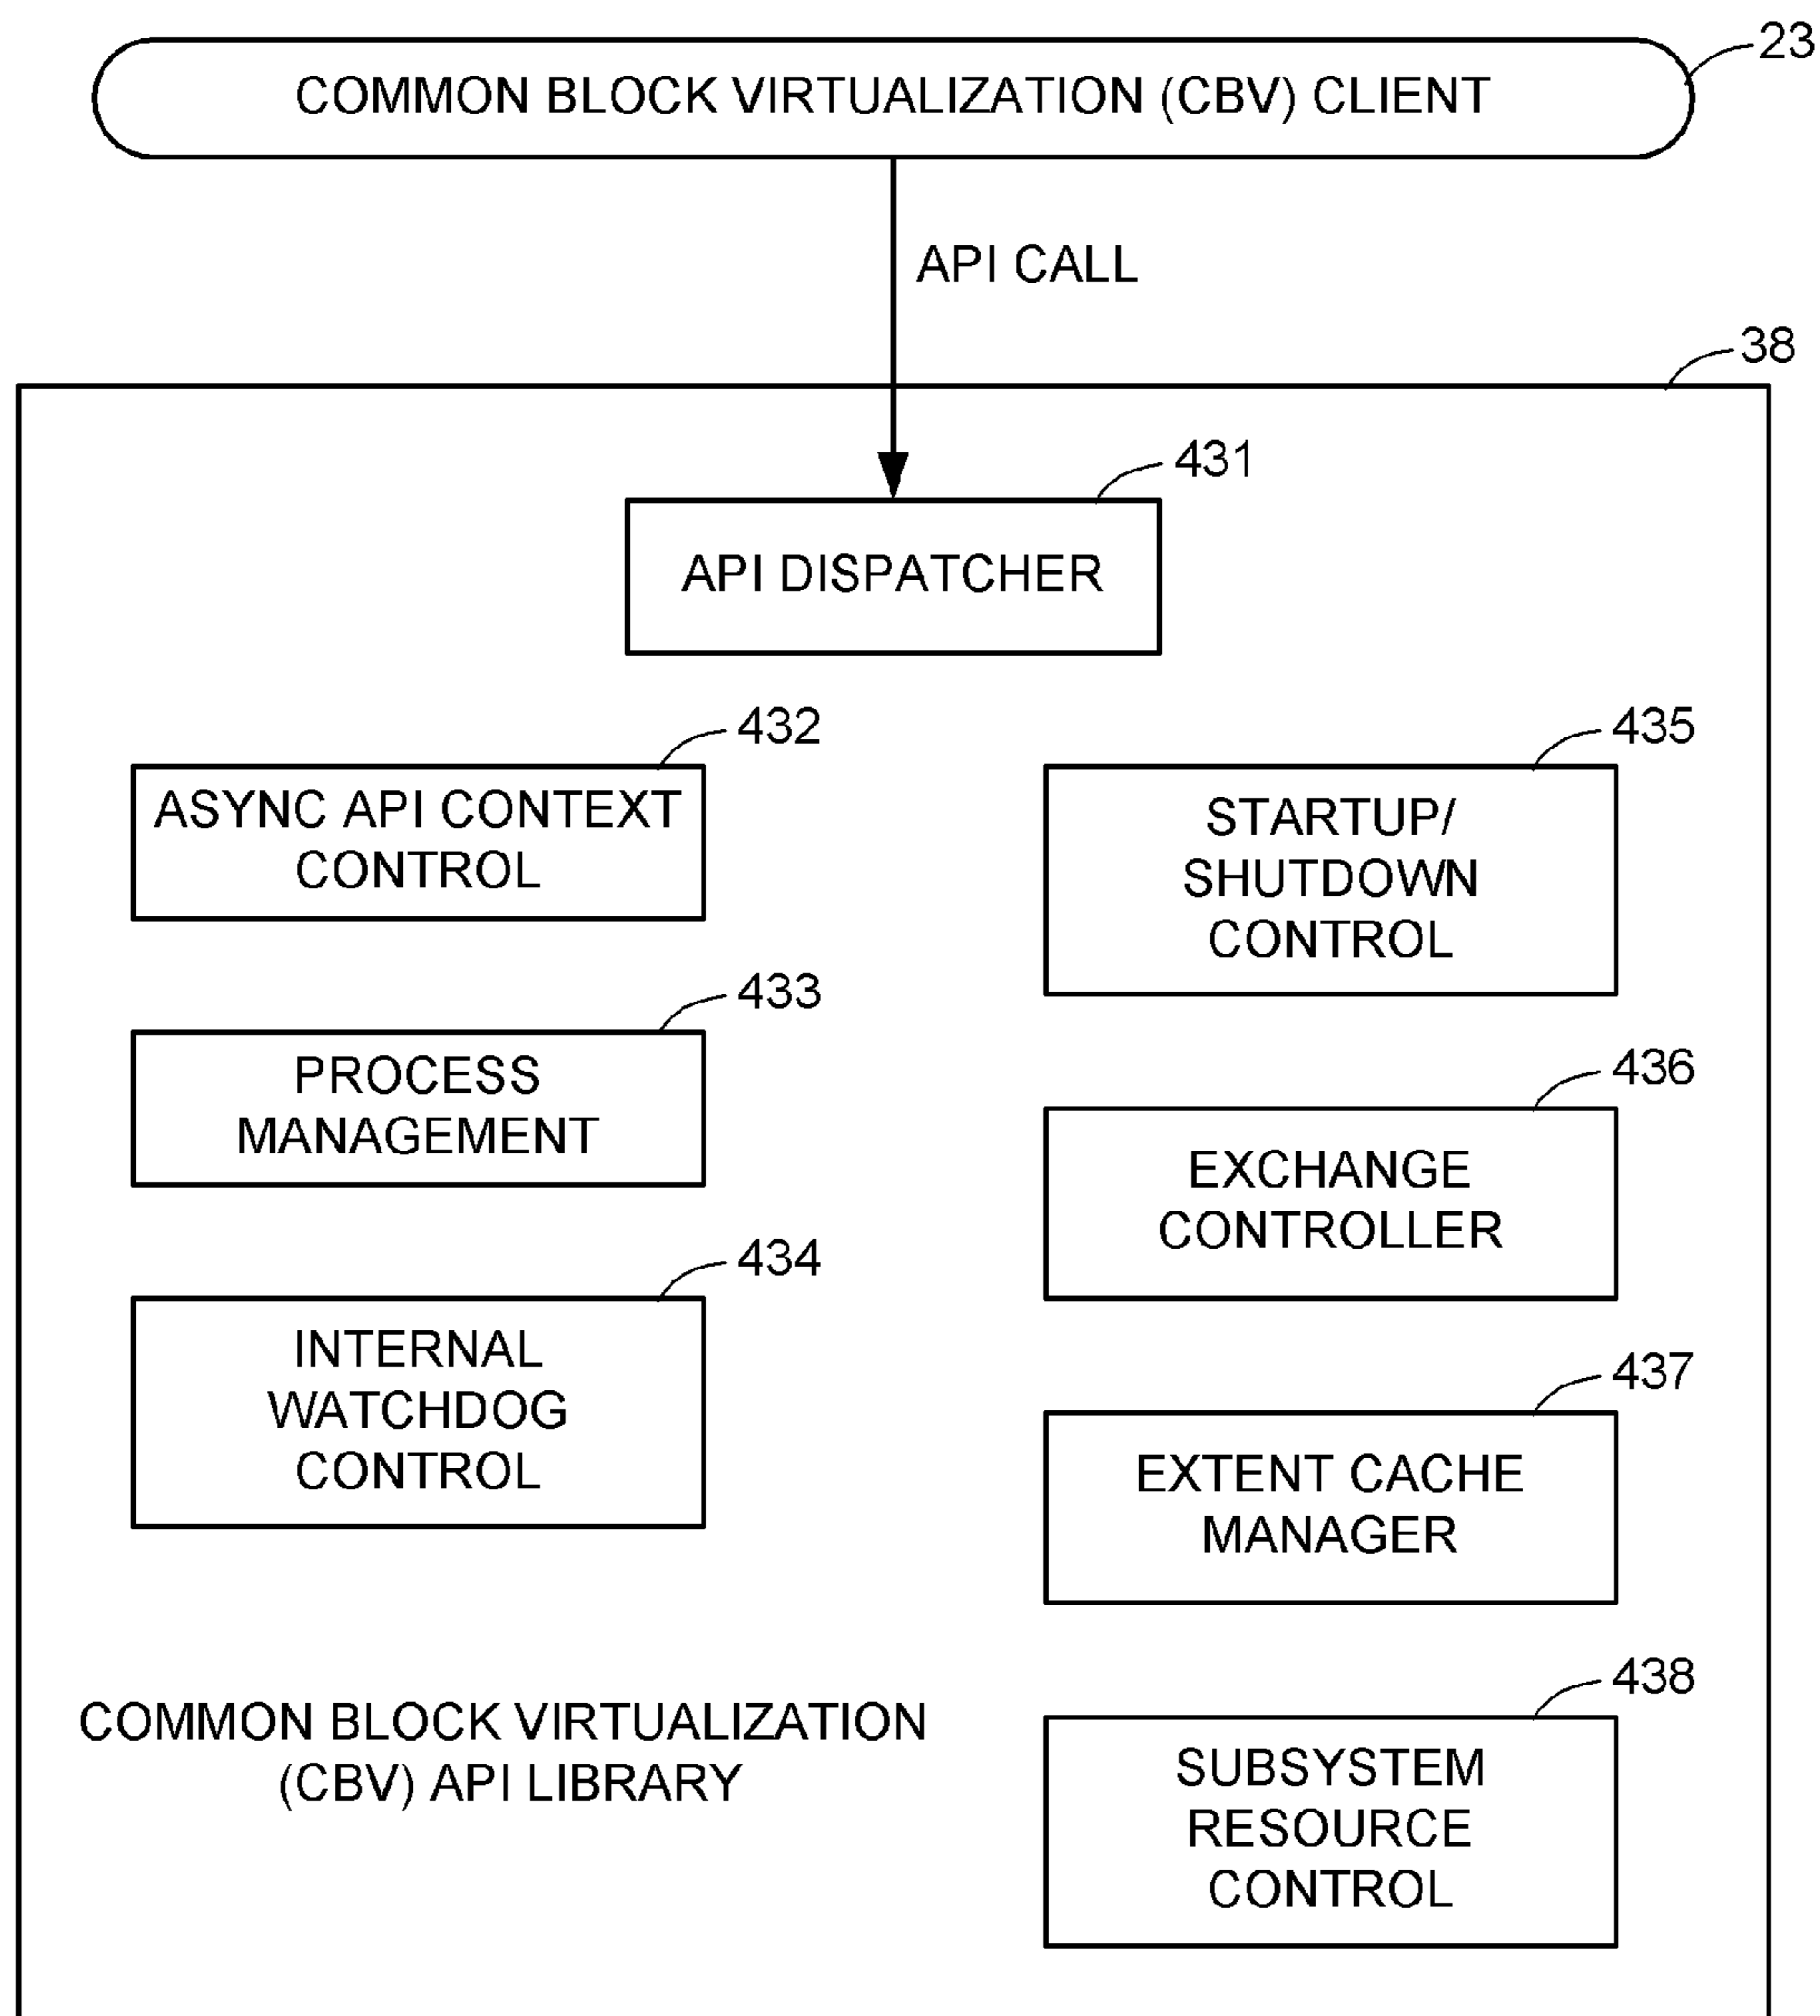 23
COMMON BLOCK VIRTUALIZATION (CBV) CLIENT
API CALL
38
431
API DISPATCHER
432
ASYNC API CONTEXT
CONTROL
433
PROCESS
MANAGEMENT
434
INTERNAL
WATCHDOG
CONTROL
435
STARTUP/
SHUTDOWN
CONTROL
436
EXCHANGE
CONTROLLER
437
EXTENT CACHE
MANAGER
438
SUBSYSTEM
RESOURCE
CONTROL
COMMON BLOCK VIRTUALIZATION
(CBV) API LIBRARY